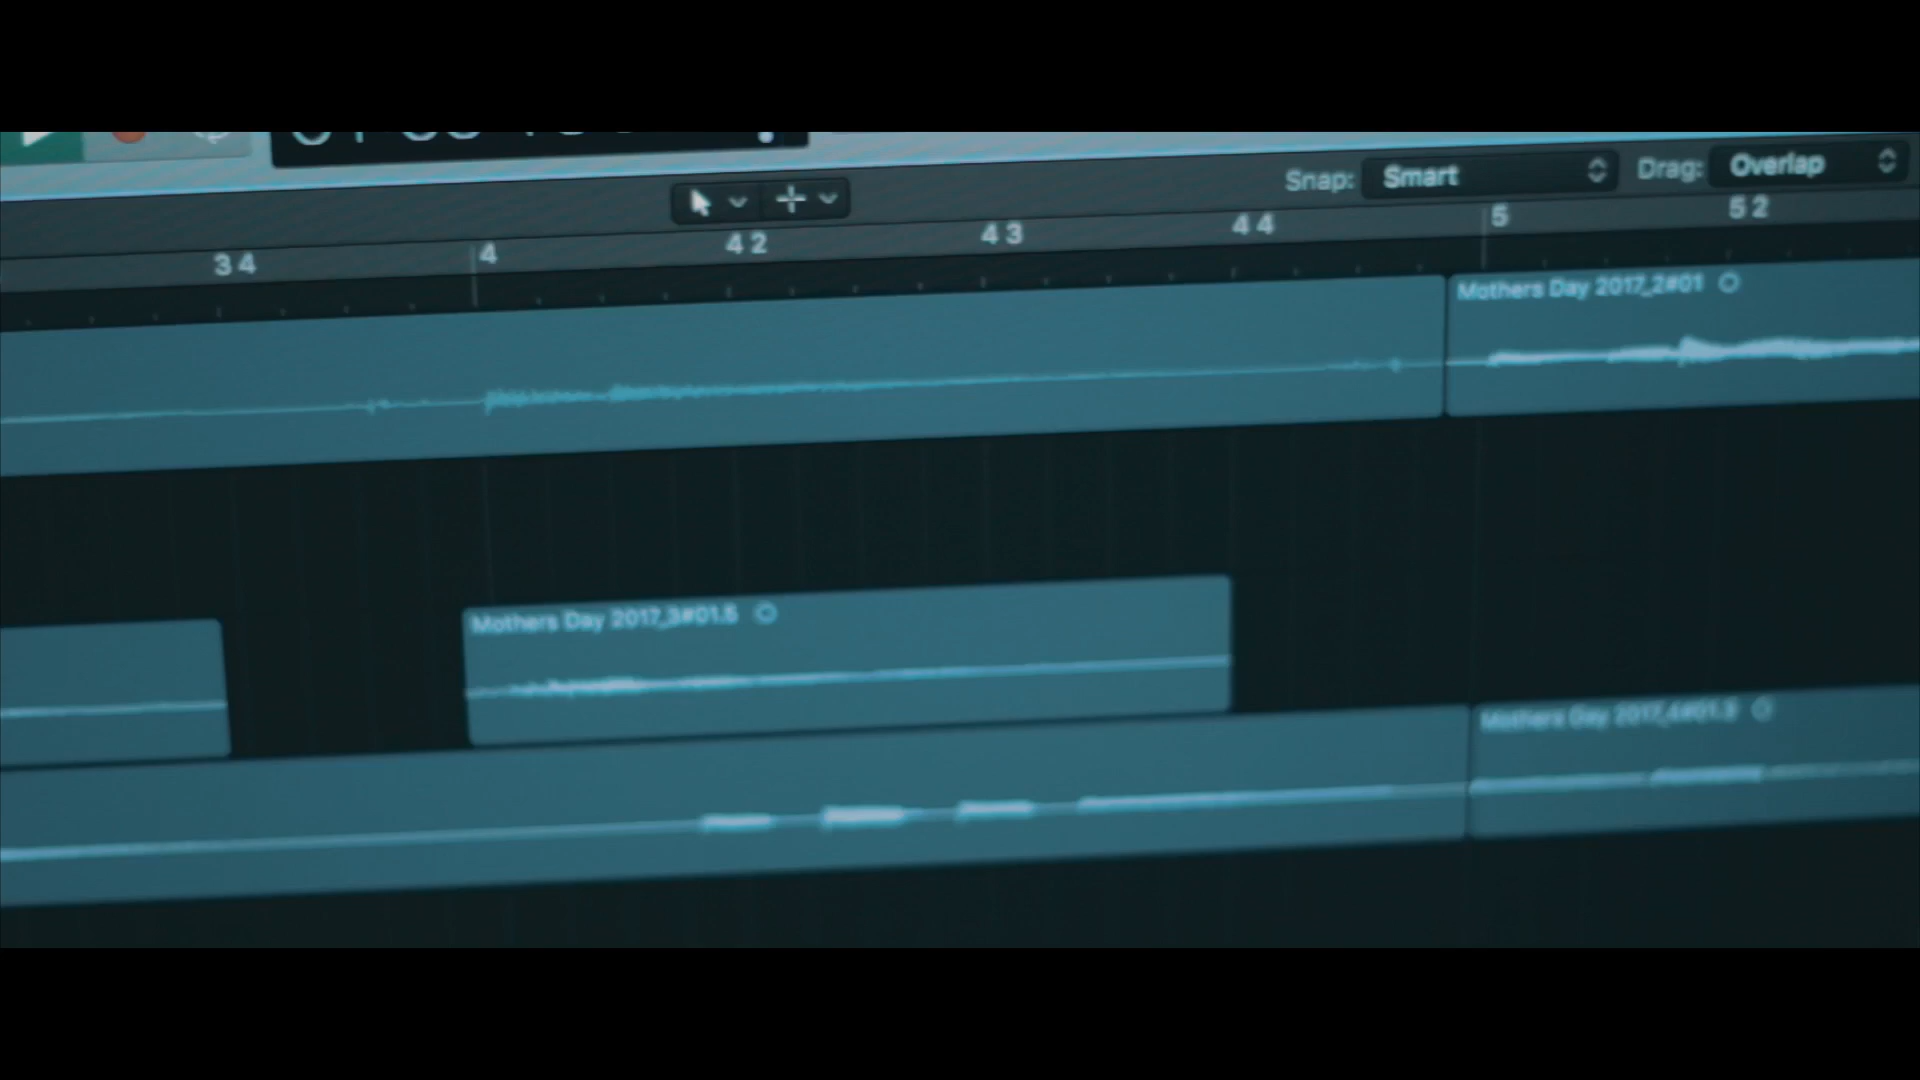 Snap: Smart Drag: Overlap
3 4 4 4 2 4 3 4 4 5 5 2
Mothers Day 2017_2#01
Mothers Day 2017_3#01.5
Mothers Day 2017_4#01.3